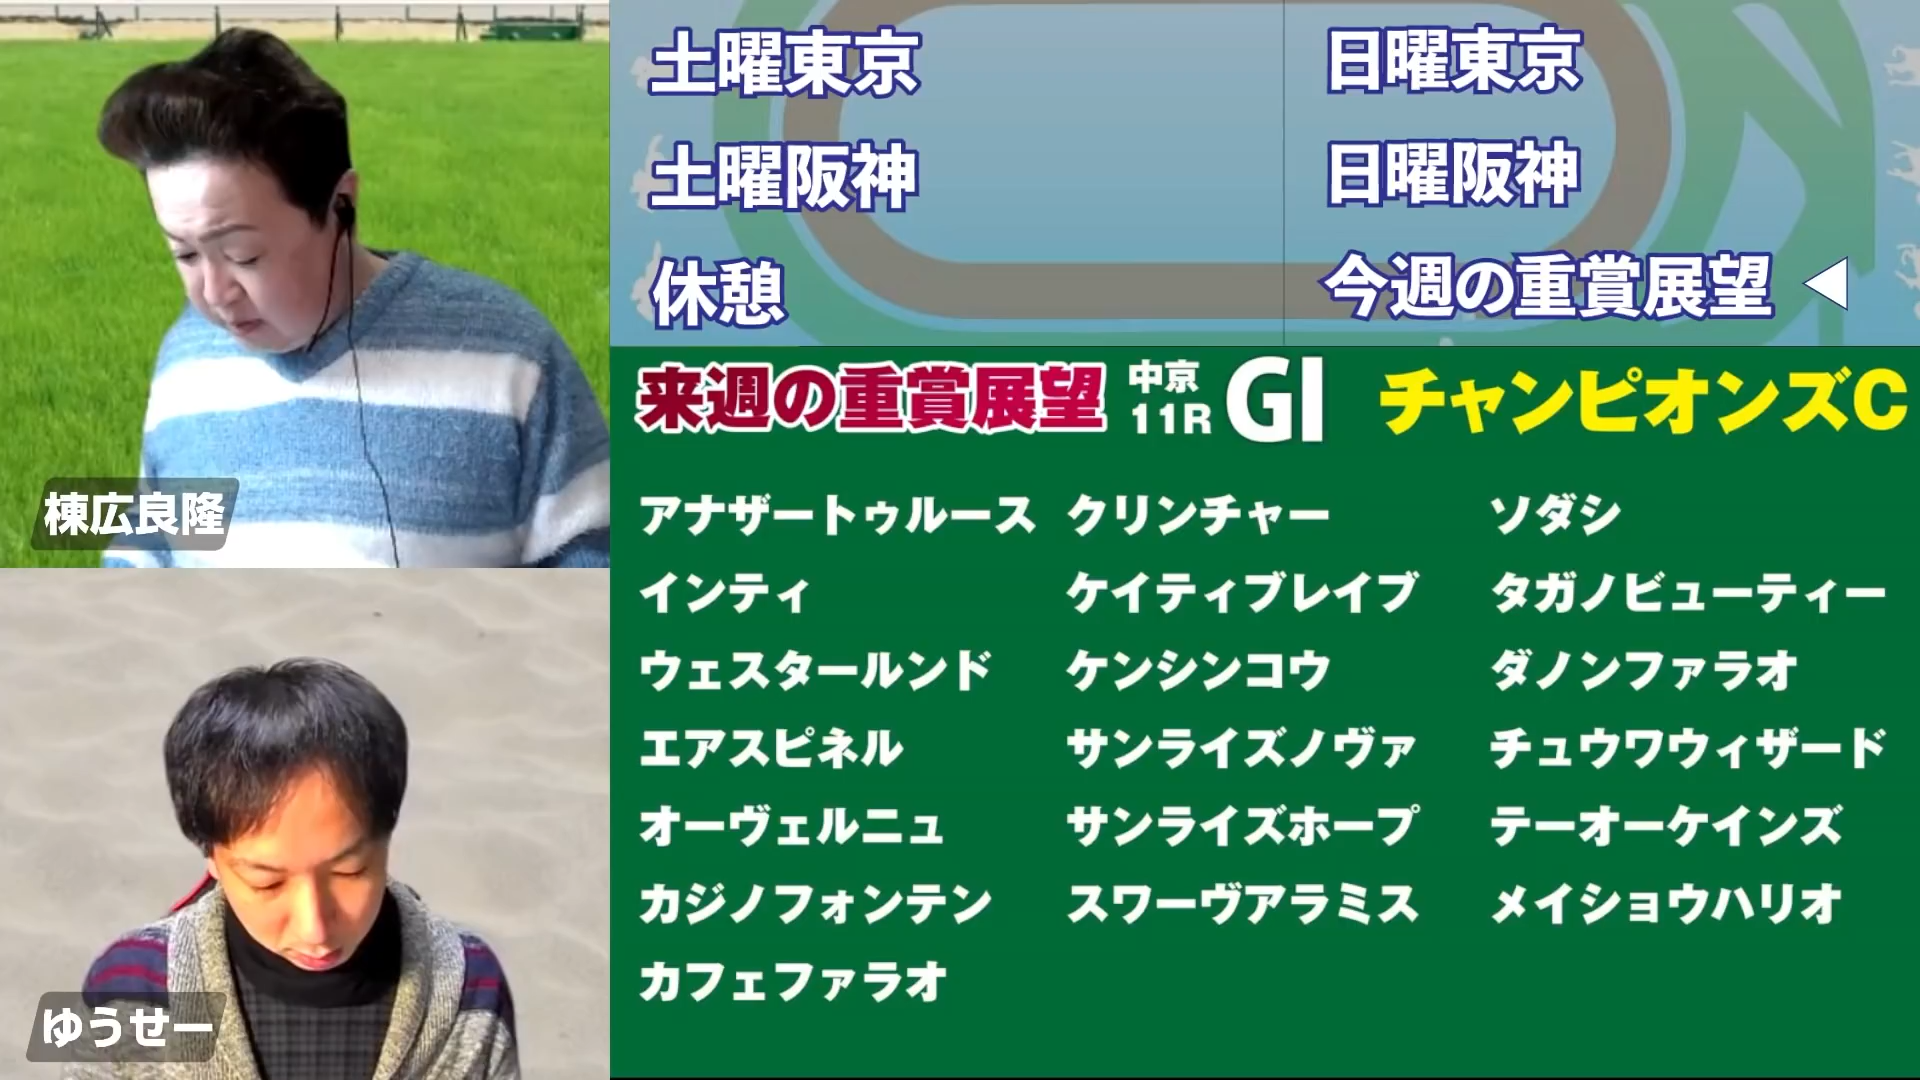 土曜東京
土曜阪神
休憩
日曜東京
日曜阪神
今週の重賞展望
来週の重賞展望 中京11R GI チャンピオンズC
アナザートゥルース
インティ
ウェスタールンド
エアスピネル
オーヴェルニュ
カジノフォンテン
カフェファラオ
クリンチャー
ケイティブレイブ
ケンシンコウ
サンライズノヴァ
サンライズホープ
スワーヴアラミス
ソダシ
タガノビューティー
ダノンファラオ
チュウワウィザード
テーオーケインズ
メイショウハリオ
棟広良隆
ゆうせー